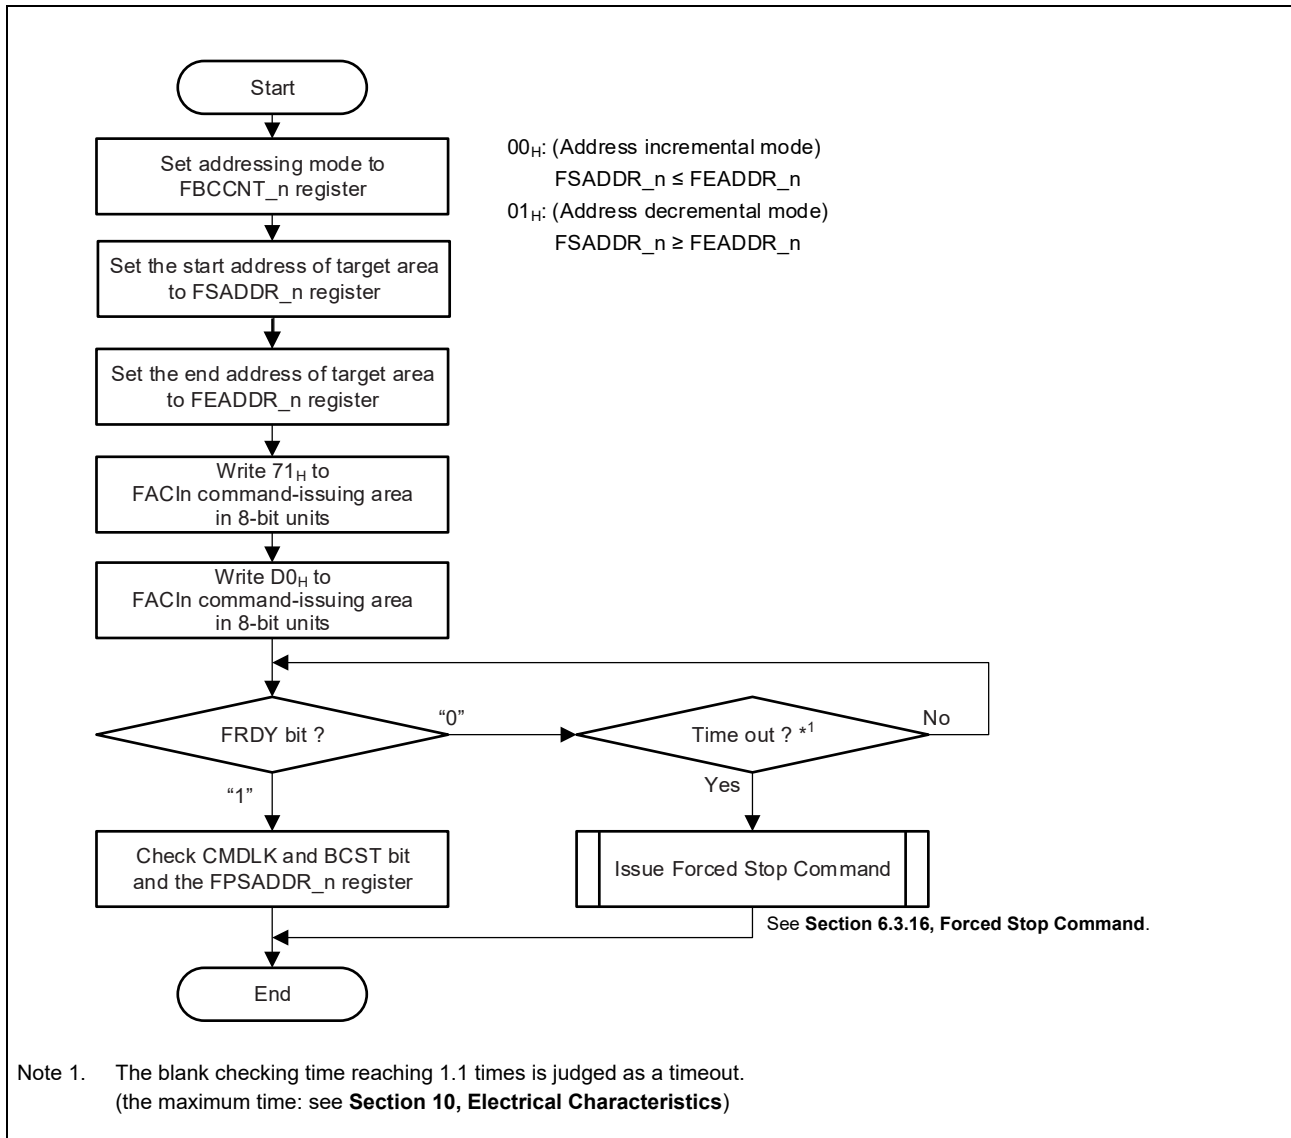 Start
Set addressing mode to
FBCCNT_n register
00H: (Address incremental mode)
FSADDR_n ≤ FEADDR_n
01H: (Address decremental mode)
FSADDR_n ≥ FEADDR_n
Set the start address of target area
to FSADDR_n register
Set the end address of target area
to FEADDR_n register
Write 71H to
FACIn command-issuing area
in 8-bit units
Write D0H to
FACIn command-issuing area
in 8-bit units
FRDY bit ?
“0”
Time out ? *1
No
“1”
Yes
Check CMDLK and BCST bit
and the FPSADDR_n register
Issue Forced Stop Command
See Section 6.3.16, Forced Stop Command.
End
Note 1. The blank checking time reaching 1.1 times is judged as a timeout.
(the maximum time: see Section 10, Electrical Characteristics)